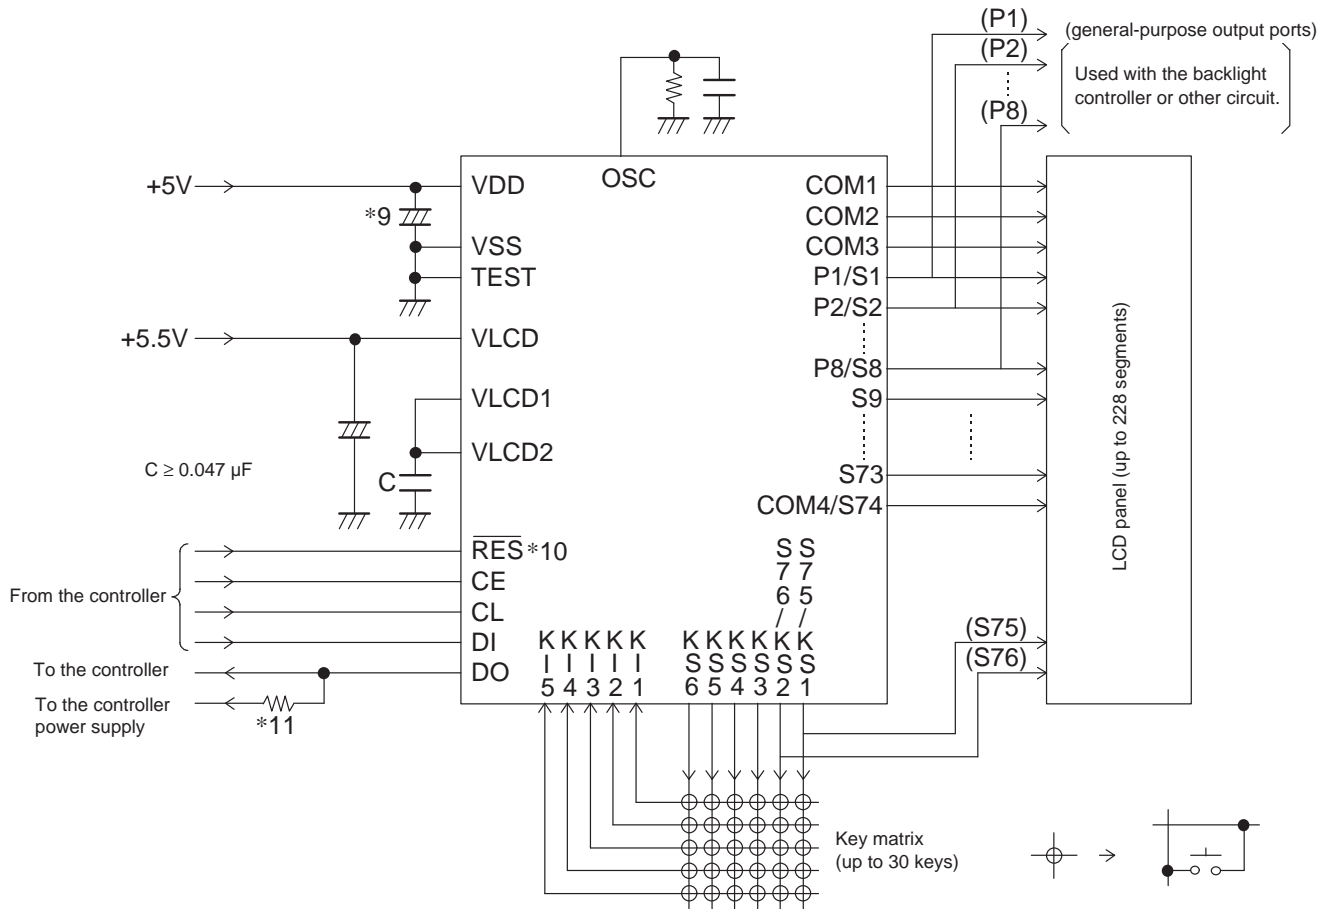 (P1)
(general-purpose output ports)
(P2)
Used with the backlight
controller or other circuit.
(P8)
+5V
VDD
OSC
COM1
*9
COM2
VSS
COM3
TEST
P1/S1
P2/S2
+5.5V
VLCD
P8/S8
VLCD1
S9
VLCD2
C ≥ 0.047 µF
C
S73
COM4/S74
LCD panel (up to 228 segments)
RES *10
CE
From the controller
CL
DI
To the controller
DO
To the controller
power supply
*11
KI5
KI4
KI3
KI2
KI1
KS6
KS5
KS4
KS3
S76/KS2
S75/KS1
(S75)
(S76)
Key matrix
(up to 30 keys)